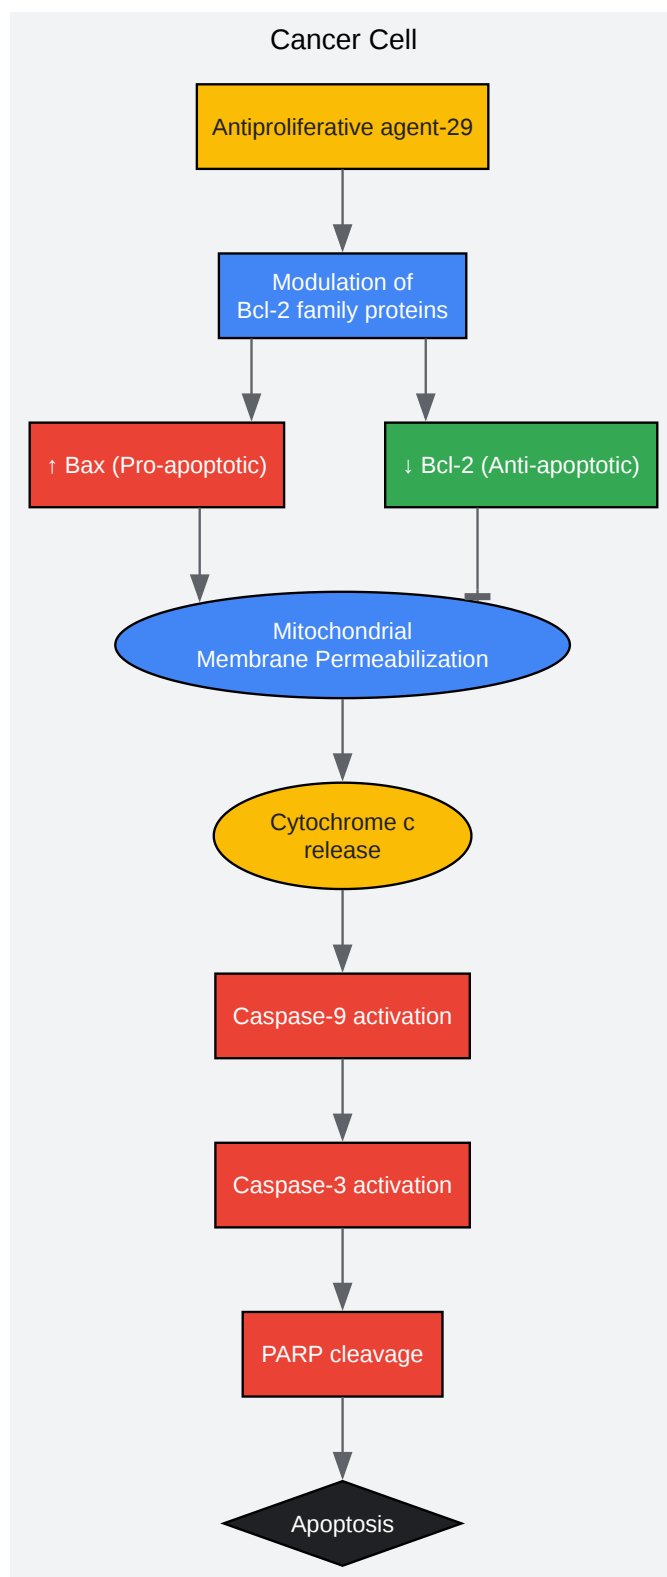 Cancer Cell
Antiproliferative agent-29
Modulation of
Bcl-2 family proteins
↑ Bax (Pro-apoptotic)
↓ Bcl-2 (Anti-apoptotic)
Mitochondrial
Membrane Permeabilization
Cytochrome c
release
Caspase-9 activation
Caspase-3 activation
PARP cleavage
Apoptosis